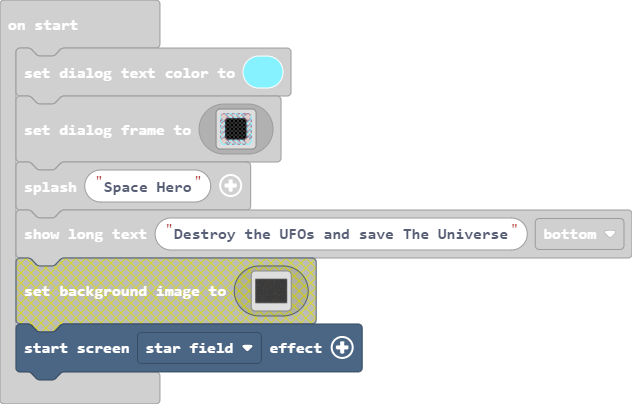 on start
set dialog text color to
set dialog frame to
splash "Space Hero"
show long text "Destroy the UFOs and save The Universe" bottom
set background image to
start screen star field effect